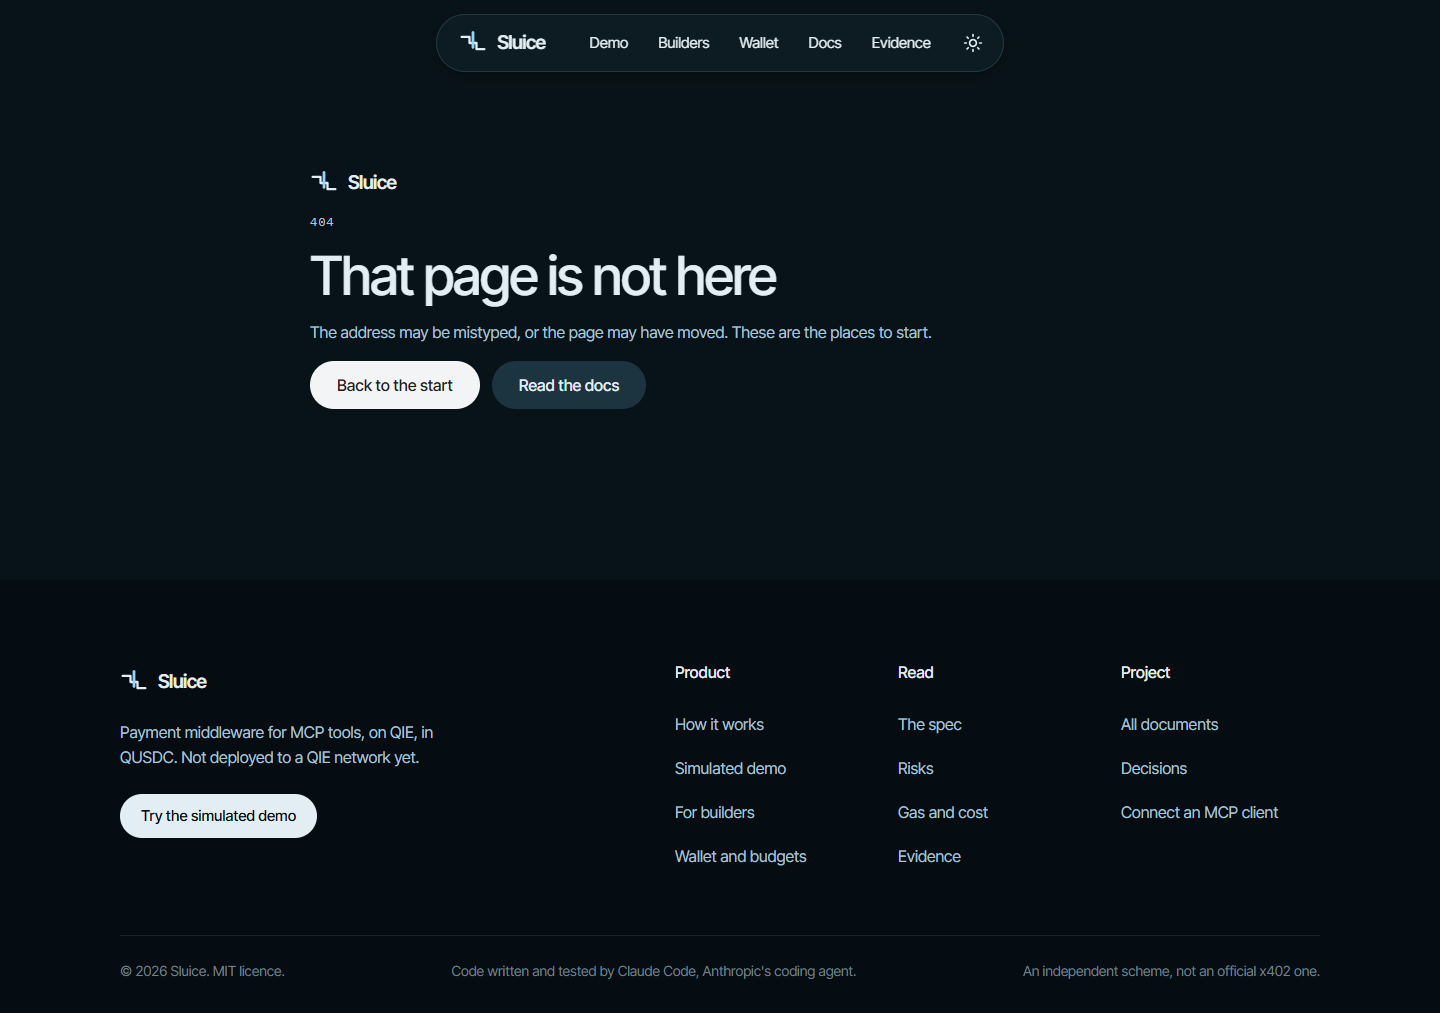 Sluice Demo Builders Wallet Docs Evidence
Sluice
404
That page is not here
The address may be mistyped, or the page may have moved. These are the places to start.
Back to the start Read the docs
Sluice
Payment middleware for MCP tools, on QIE, in
QUSDC. Not deployed to a QIE network yet.
Try the simulated demo
Product
How it works
Simulated demo
For builders
Wallet and budgets
Read
The spec
Risks
Gas and cost
Evidence
Project
All documents
Decisions
Connect an MCP client
© 2026 Sluice. MIT licence.
Code written and tested by Claude Code, Anthropic's coding agent.
An independent scheme, not an official x402 one.